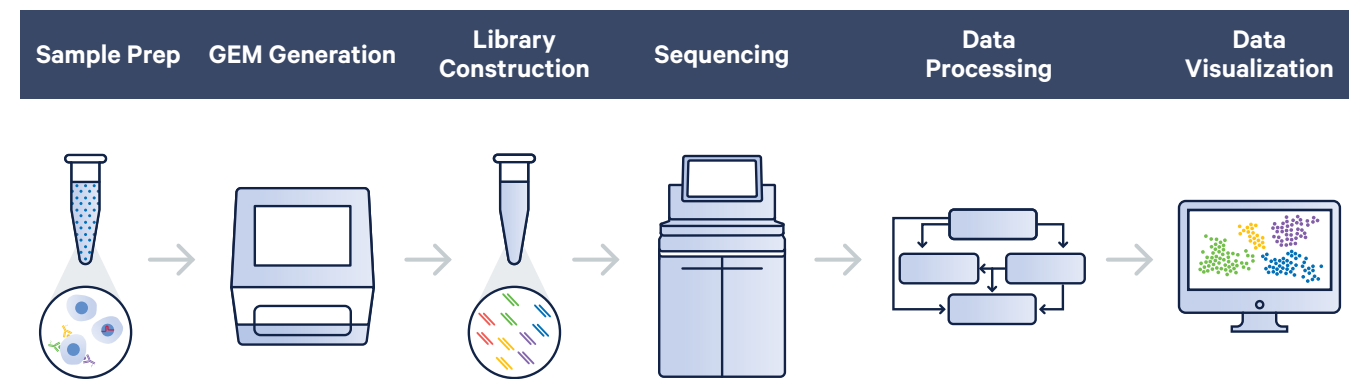 Sample Prep
GEM Generation
Library
Construction
Sequencing
Data
Processing
Data
Visualization